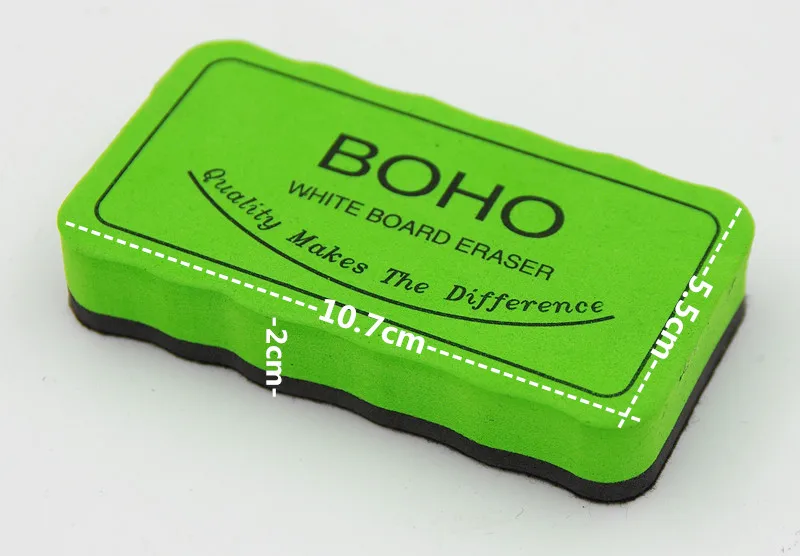 BOHO
WHITE BOARD ERASER
Quality Makes The Difference
10.7cm
5.5cm
2cm